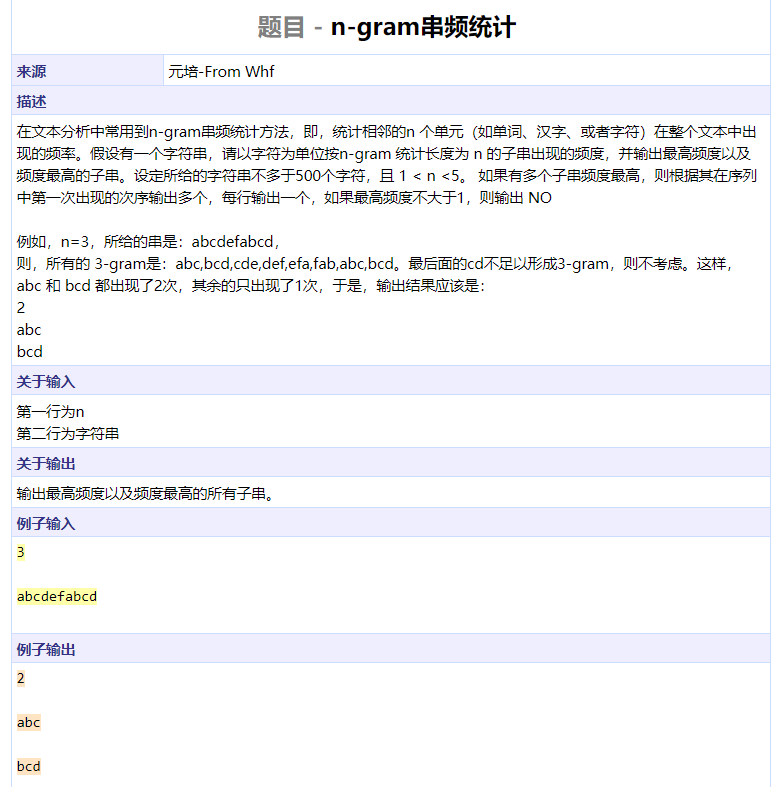 题目 - n-gram串频统计
来源 元培-From Whf
描述
在文本分析中常用到n-gram串频统计方法，即，统计相邻的n 个单元（如单词、汉字、或者字符）在整个文本中出
现的频率。假设有一个字符串，请以字符为单位按n-gram 统计长度为 n 的子串出现的频度，并输出最高频度以及
频度最高的子串。设定所给的字符串不多于500个字符，且 1 < n <5。 如果有多个子串频度最高，则根据其在序列
中第一次出现的次序输出多个，每行输出一个，如果最高频度不大于1，则输出 NO
例如，n=3，所给的串是：abcdefabcd，
则，所有的 3-gram是：abc,bcd,cde,def,efa,fab,abc,bcd。最后面的cd不足以形成3-gram，则不考虑。这样，
abc 和 bcd 都出现了2次，其余的只出现了1次，于是，输出结果应该是：
2
abc
bcd
关于输入
第一行为n
第二行为字符串
关于输出
输出最高频度以及频度最高的所有子串。
例子输入
3
abcdefabcd
例子输出
2
abc
bcd